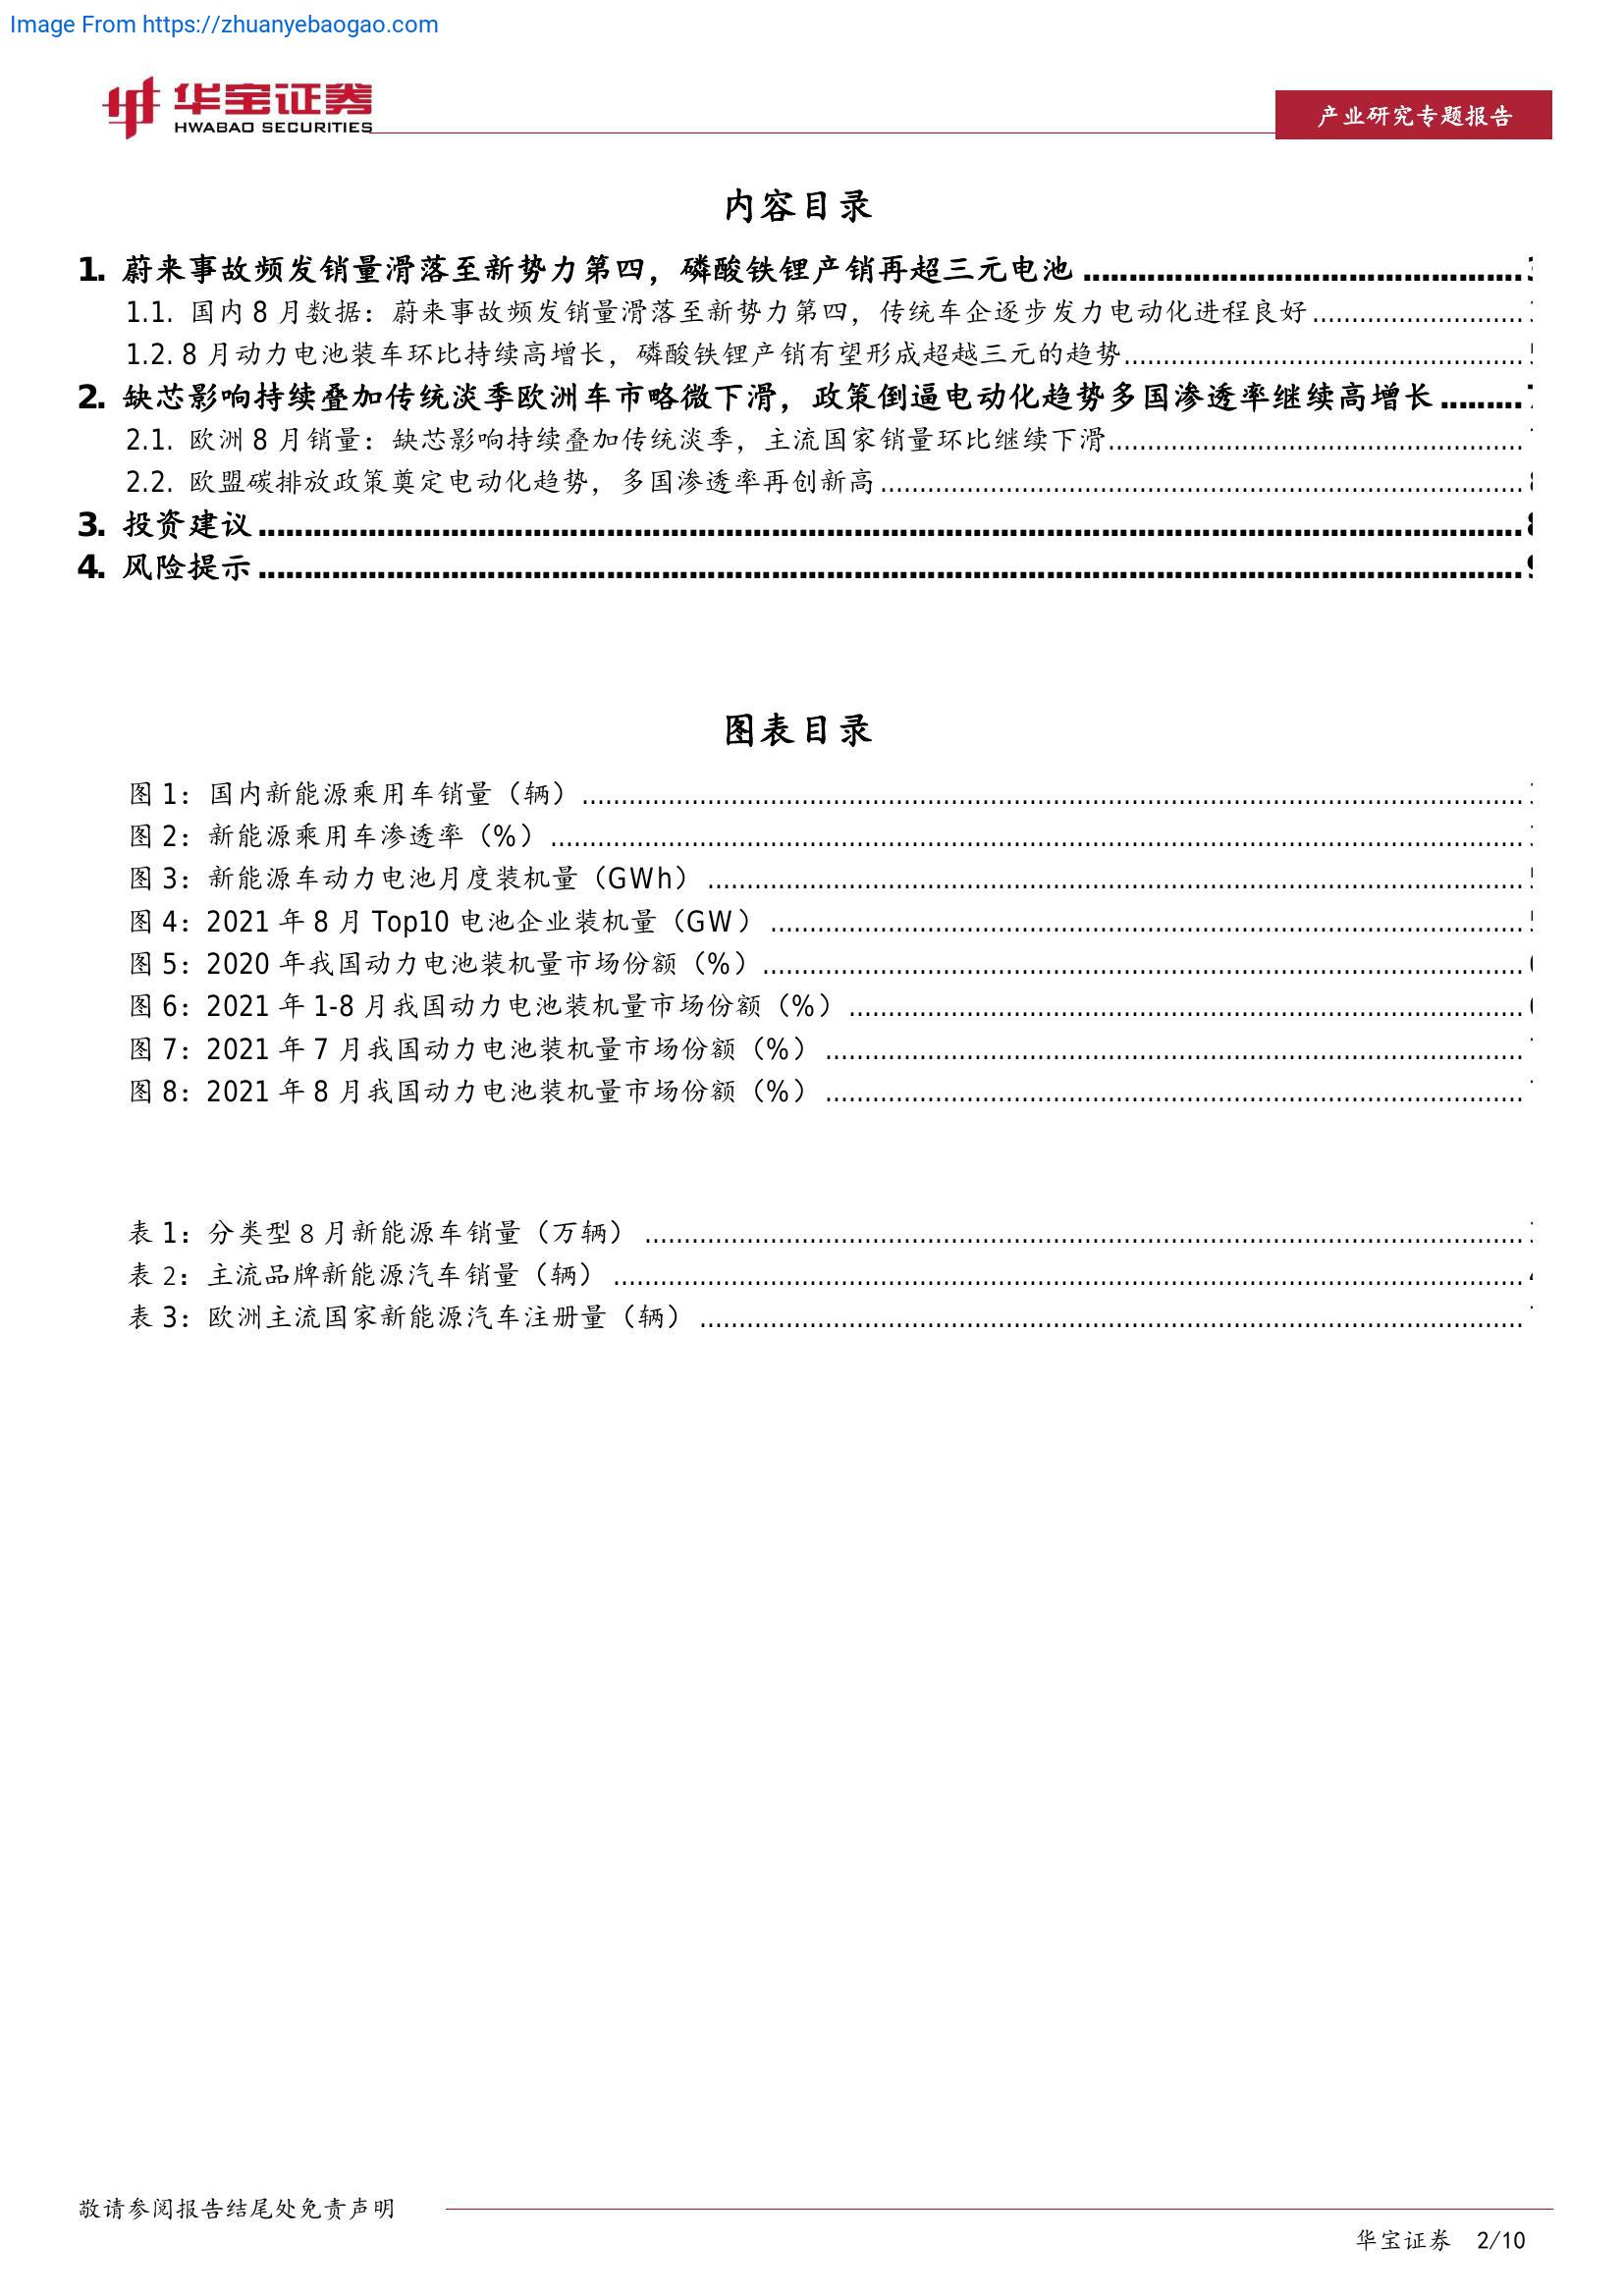 Image From https://zhuanyebaogao.com
华宝证券
HWABAO SECURITIES
产业研究专题报告
内容目录
1. 蔚来事故频发销量滑落至新势力第四，磷酸铁锂产销再超三元电池
1.1. 国内 8 月数据：蔚来事故频发销量滑落至新势力第四，传统车企逐步发力电动化进程良好
1.2. 8 月动力电池装车环比持续高增长，磷酸铁锂产销有望形成超越三元的趋势
2. 缺芯影响持续叠加传统淡季欧洲车市略微下滑，政策倒逼电动化趋势多国渗透率继续高增长
2.1. 欧洲 8 月销量：缺芯影响持续叠加传统淡季，主流国家销量环比继续下滑
2.2. 欧盟碳排放政策奠定电动化趋势，多国渗透率再创新高
3. 投资建议
4. 风险提示
图表目录
图 1：国内新能源乘用车销量（辆）
图 2：新能源乘用车渗透率（%）
图 3：新能源车动力电池月度装机量（GWh）
图 4：2021 年 8 月 Top10 电池企业装机量（GW）
图 5：2020 年我国动力电池装机量市场份额（%）
图 6：2021 年 1-8 月我国动力电池装机量市场份额（%）
图 7：2021 年 7 月我国动力电池装机量市场份额（%）
图 8：2021 年 8 月我国动力电池装机量市场份额（%）
表 1：分类型 8 月新能源车销量（万辆）
表 2：主流品牌新能源汽车销量（辆）
表 3：欧洲主流国家新能源汽车注册量（辆）
敬请参阅报告结尾处免责声明
华宝证券 2/10